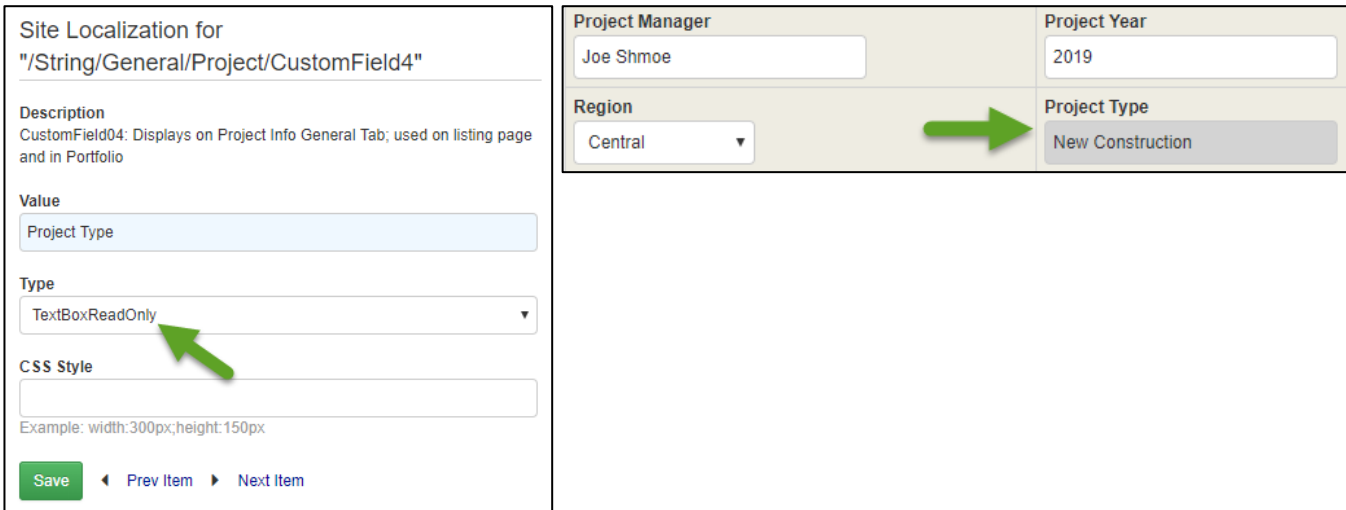 Site Localization for
"/String/General/Project/CustomField4"
Description
CustomField04: Displays on Project Info General Tab; used on listing page
and in Portfolio
Value
Project Type
Type
TextBoxReadOnly
CSS Style
Example: width:300px;height:150px
Save Prev Item Next Item
Project Manager Project Year
Joe Shmoe 2019
Region Project Type
Central New Construction